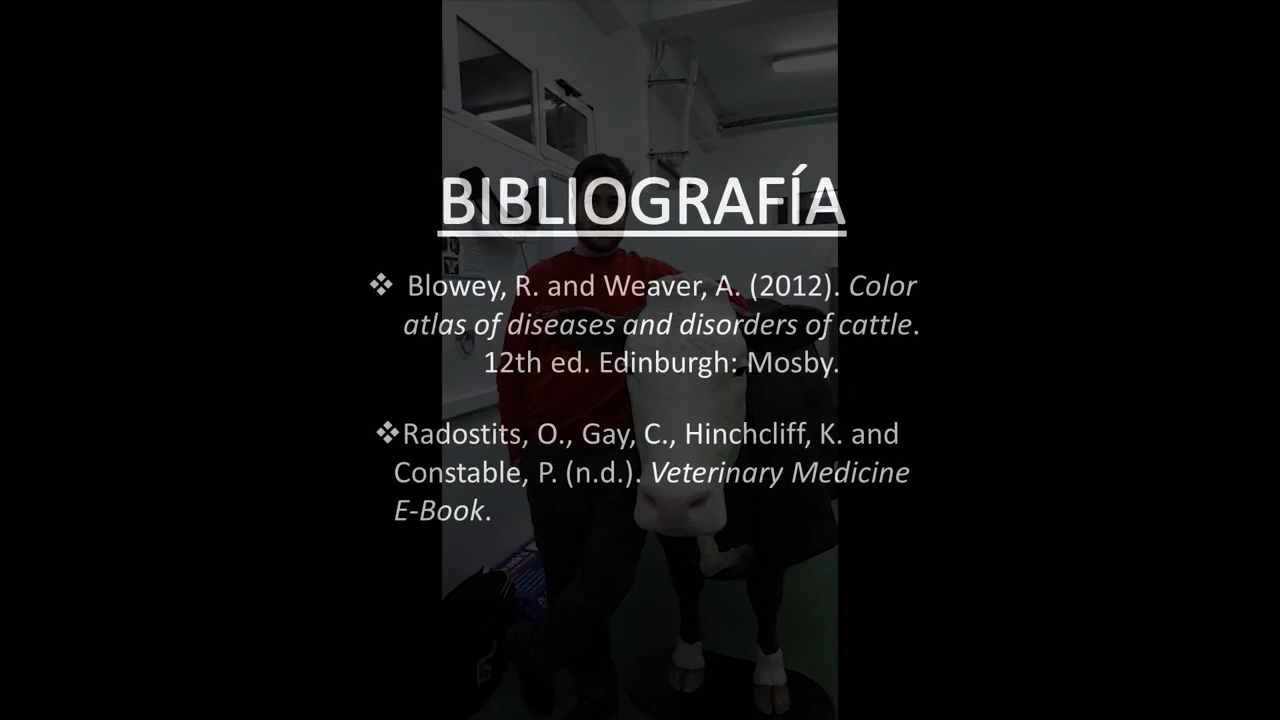 BIBLIOGRAFÍA
❖ Blowey, R. and Weaver, A. (2012). Color
atlas of diseases and disorders of cattle.
12th ed. Edinburgh: Mosby.
❖Radostits, O., Gay, C., Hinchcliff, K. and
Constable, P. (n.d.). Veterinary Medicine
E-Book.